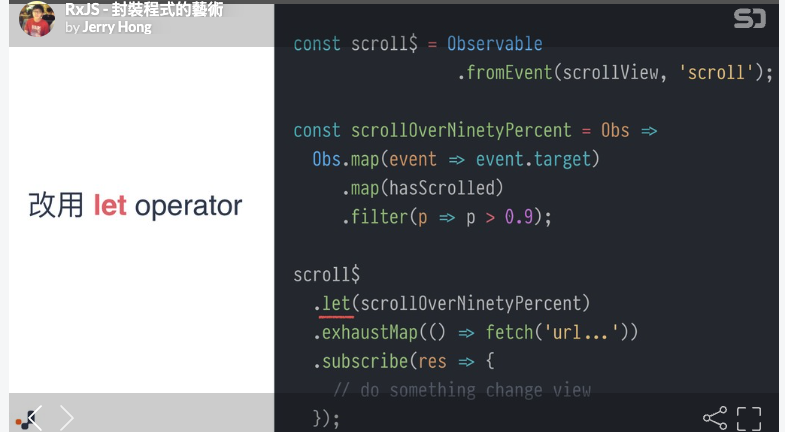 RxJS - 封裝程式的藝術
by Jerry Hong
改用 let operator
const scroll$ = Observable
.fromEvent(scrollView, 'scroll');
const scrollOverNinetyPercent = Obs ⇒
Obs.map(event ⇒ event.target)
.map(hasScrolled)
.filter(p ⇒ p > 0.9);
scroll$
.let(scrollOverNinetyPercent)
.exhaustMap(() ⇒ fetch('url...'))
.subscribe(res ⇒ {
// do something change view
});